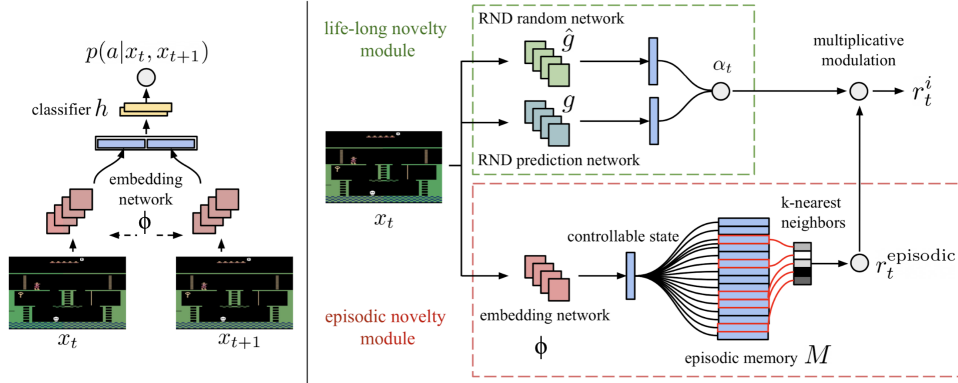 p(a|x_t, x_{t+1})
classifier h
embedding
network
ϕ
x_t
x_{t+1}
life-long novelty
module
x_t
episodic novelty
module
RND random network
ĝ
g
RND prediction network
α_t
multiplicative
modulation
r_t^i
k-nearest
neighbors
controllable state
r_t^episodic
embedding network
ϕ
episodic memory M